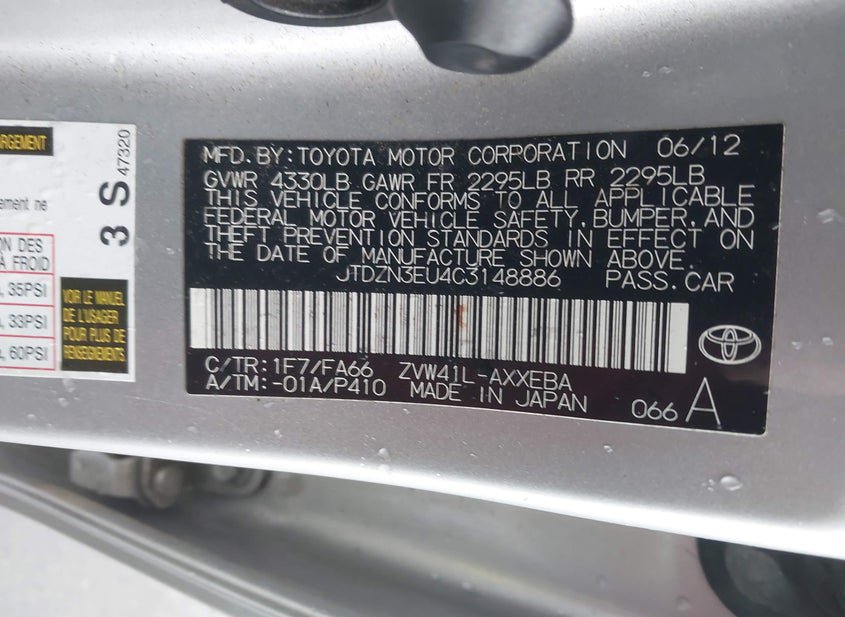 ARGEMENT
3 S 47320
ement ne
ON DES
A FROID
, 35PSI
, 33PSI
, 60PSI
VOIR LE MANUEL
DE L'USAGER
POUR PLUS DE
RENSEIGNEMENTS
MFD.BY:TOYOTA MOTOR CORPORATION 06/12
GVWR 4330LB GAWR FR 2295LB RR 2295LB
THIS VEHICLE CONFORMS TO ALL APPLICABLE
FEDERAL MOTOR VEHICLE SAFETY, BUMPER, AND
THEFT PREVENTION STANDARDS IN EFFECT ON
THE DATE OF MANUFACTURE SHOWN ABOVE.
JTDZN3EU4C3148886 PASS.CAR
C/TR:1F7/FA66 ZVW41L-AXXEBA
A/TM:-01A/P410 MADE IN JAPAN
066 A